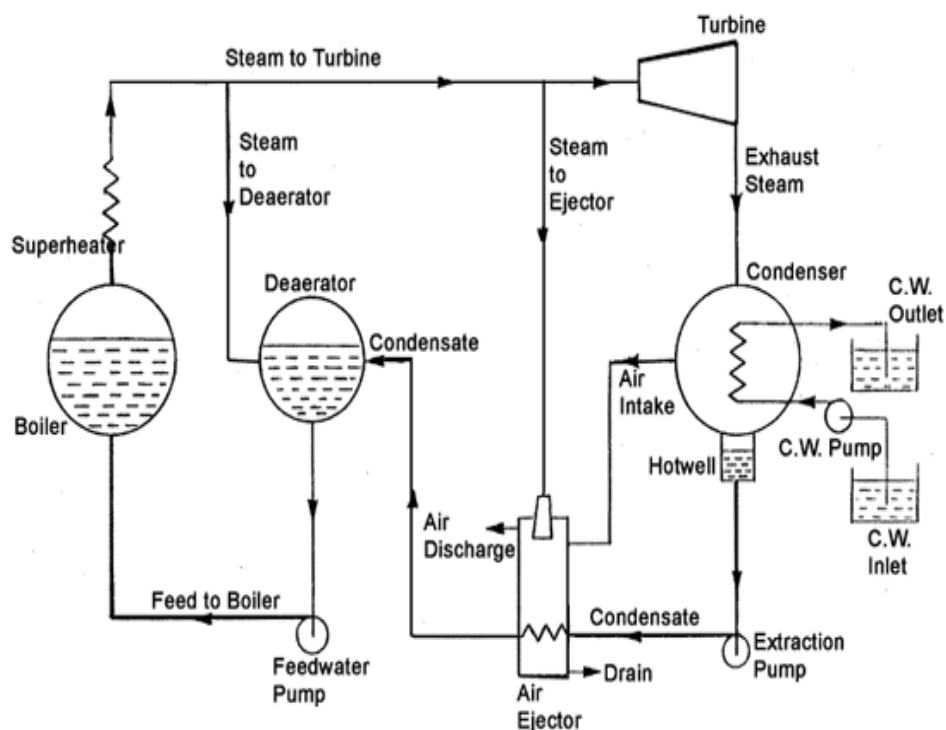 Turbine
Steam to Turbine
Steam
to
Deaerator
Steam
to
Ejector
Exhaust
Steam
Superheater
Deaerator
Condenser
C.W.
Outlet
Condensate
Air
Intake
Boiler
C.W. Pump
Hotwell
Air
Discharge
C.W.
Inlet
Feed to Boiler
Condensate
Feedwater
Pump
Drain
Extraction
Pump
Air
Ejector